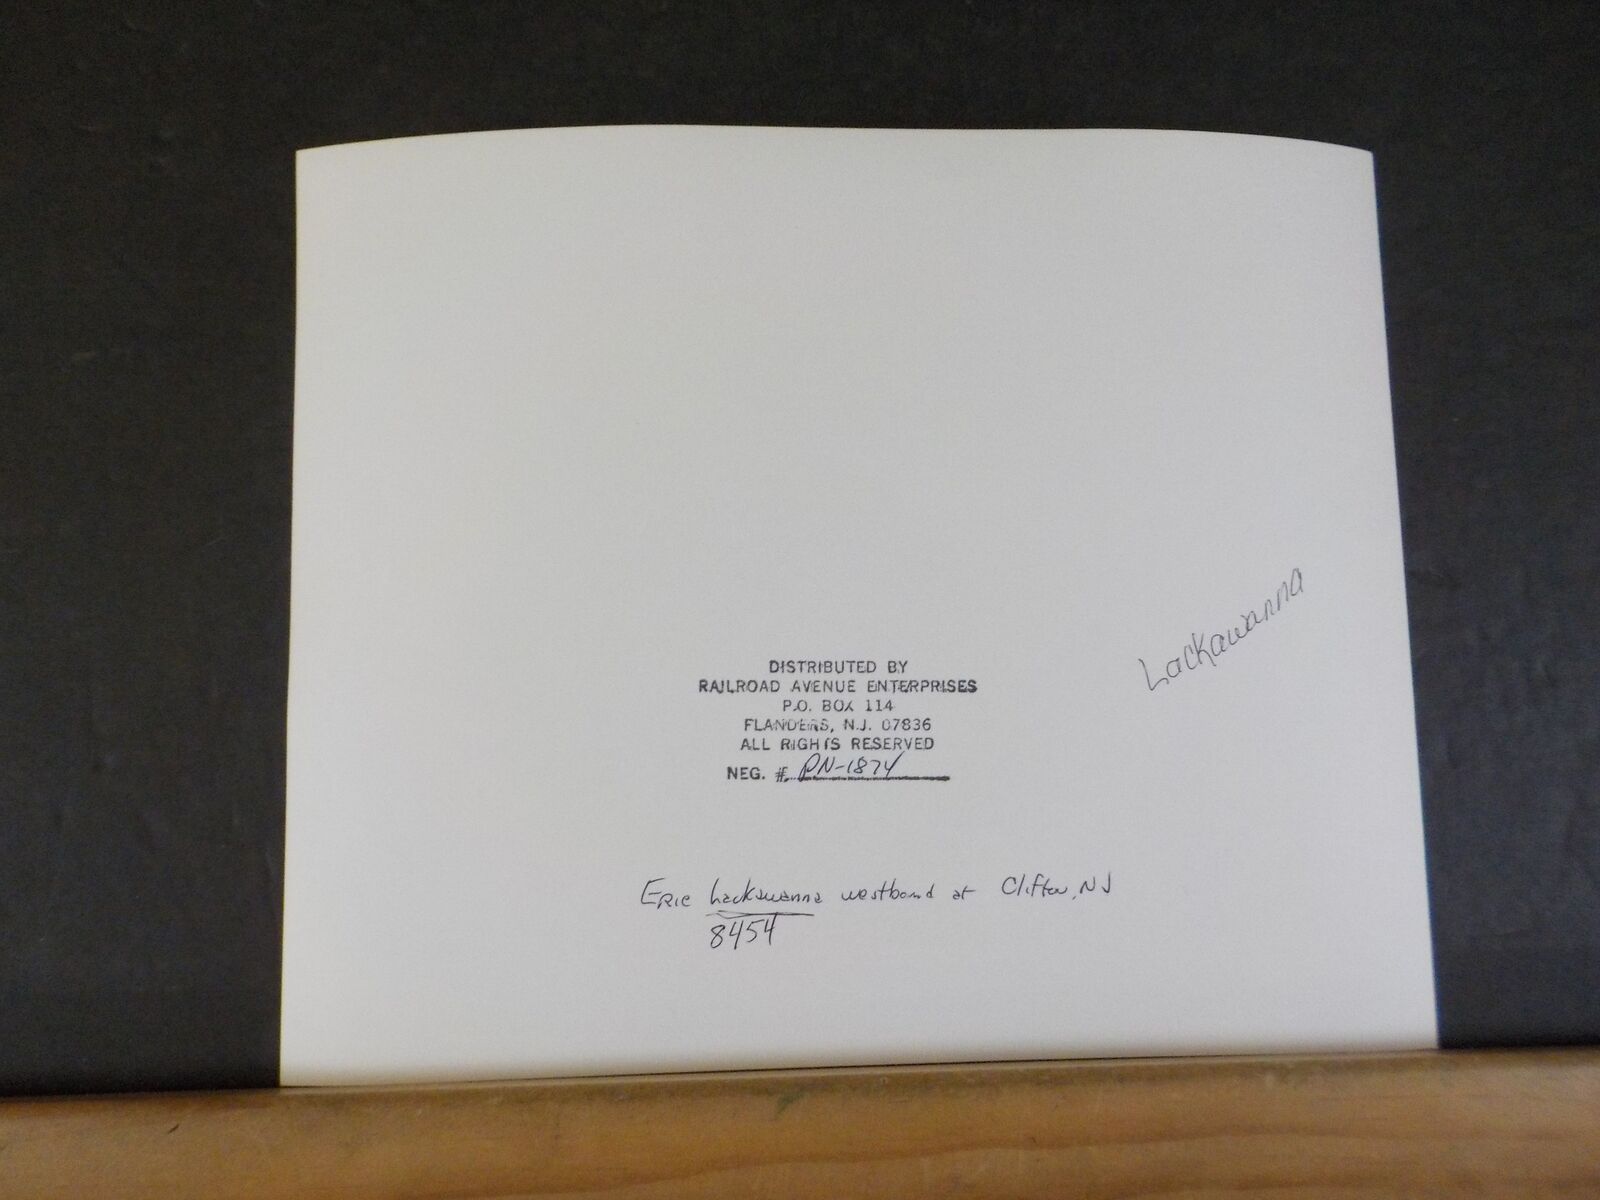 Lackawanna
DISTRIBUTED BY
RAILROAD AVENUE ENTERPRISES
P.O. BOX 114
FLANDERS, N.J. 07836
ALL RIGHTS RESERVED
NEG. # PN-1874
Erie Lackawanna westbound at Clifton, NJ
8454